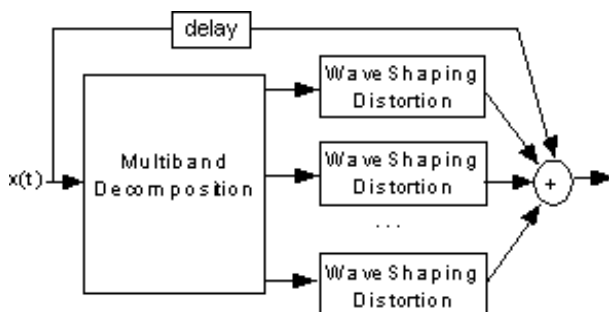 delay
Wave Shaping
Distortion
x(t)
Multiband
Decomposition
Wave Shaping
Distortion
+
...
Wave Shaping
Distortion